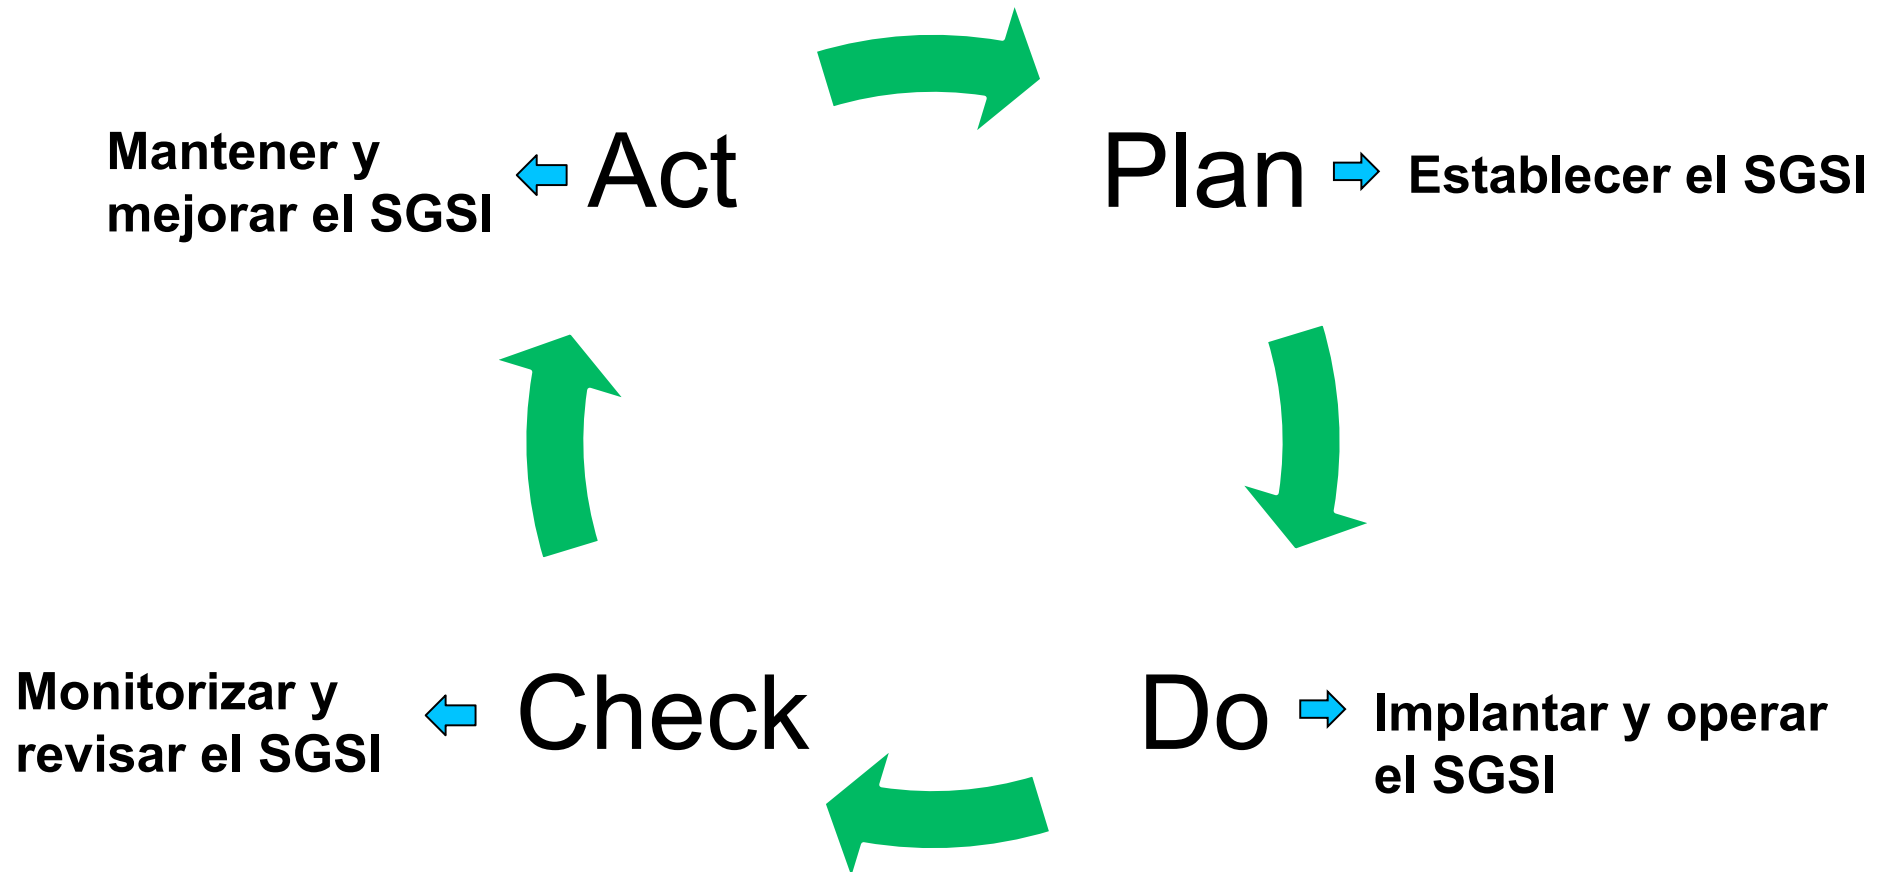 Mantener y
mejorar el SGSI
Act
Plan
Establecer el SGSI
Monitorizar y
revisar el SGSI
Check
Do
Implantar y operar
el SGSI